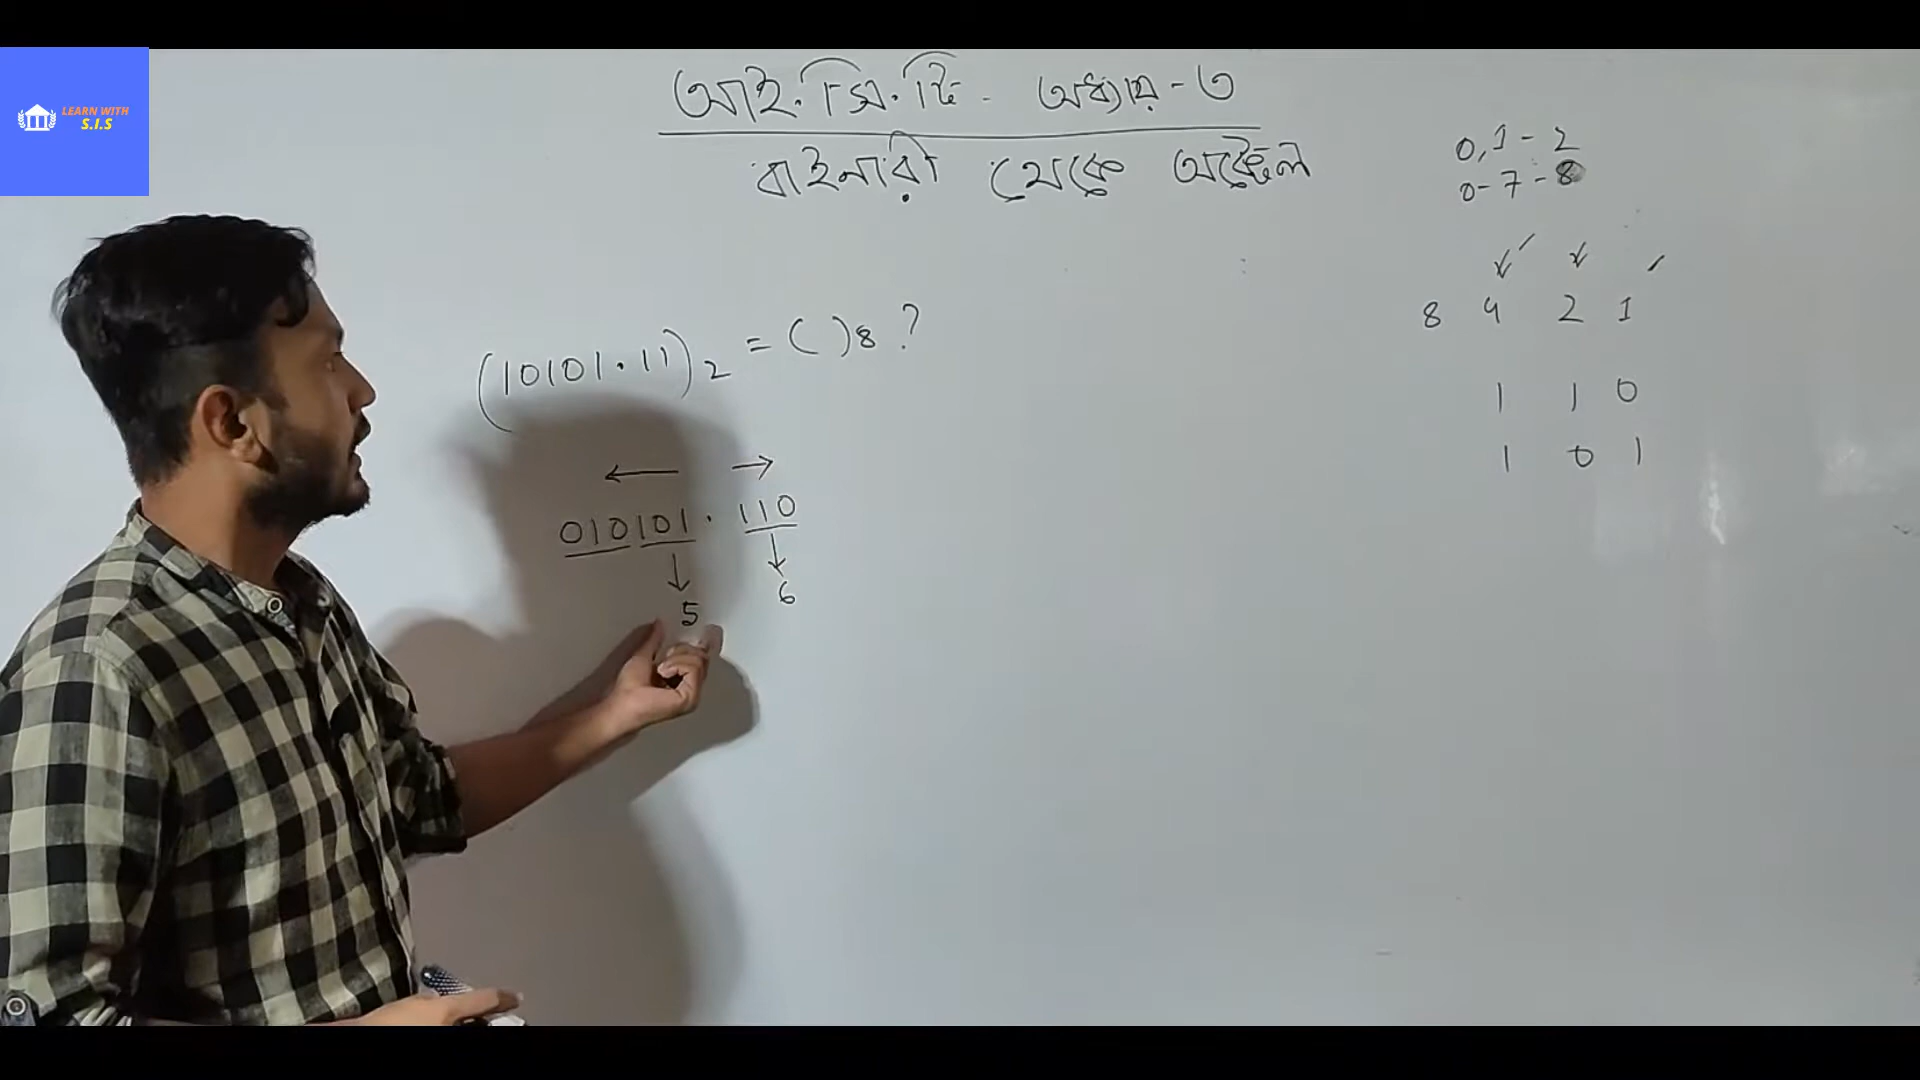 LEARN WITH
S.I.S
আই.সি.টি. অধ্যায়-৩
বাইনারী থেকে অক্টাল
0,1-2
0-7-8
8 4 2 1
1 1 0
1 0 1
(10101.11)2 = ( )8 ?
← →
010101.110
↓ ↓
5 6